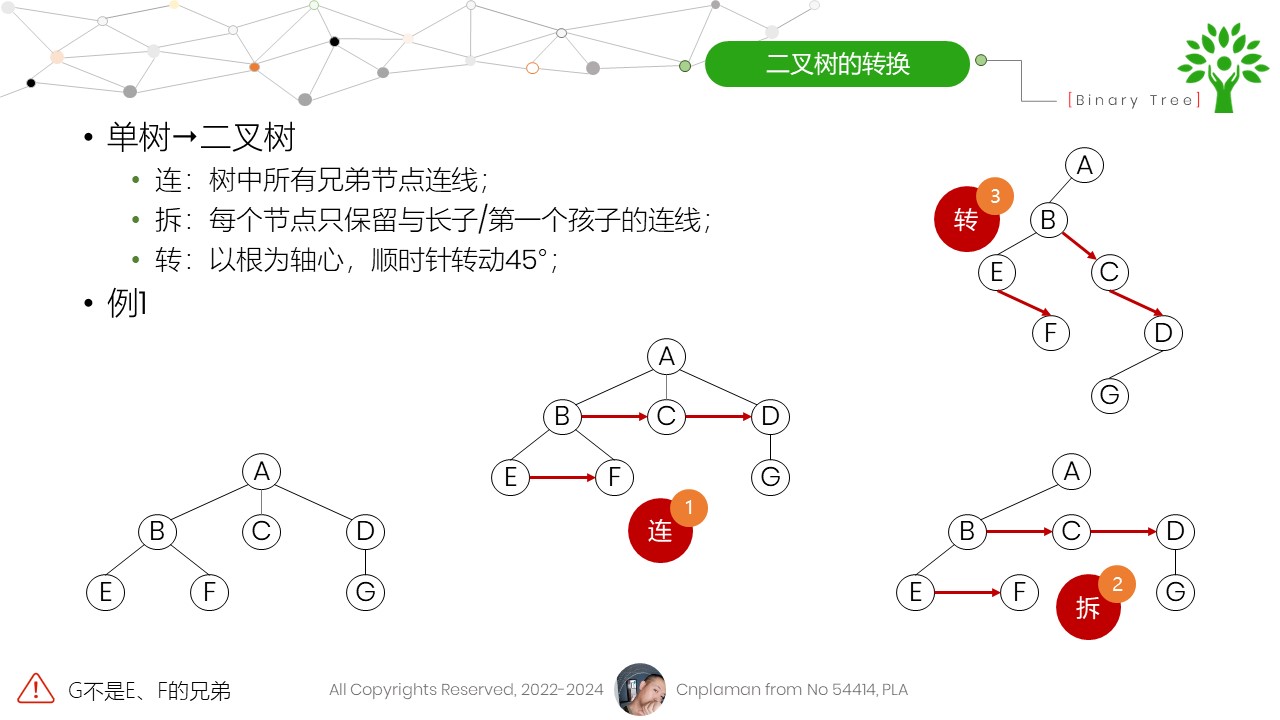 二叉树的转换
[Binary Tree]
• 单树→二叉树
• 连：树中所有兄弟节点连线；
• 拆：每个节点只保留与长子/第一个孩子的连线；
• 转：以根为轴心，顺时针转动45°；
• 例1
A
B C D
E F G
A
B C D
E F G
连 1
A
B C D
E F G
拆 2
A
B
E C
F D
G
转 3
G不是E、F的兄弟
All Copyrights Reserved, 2022-2024
Cnplaman from No 54414, PLA